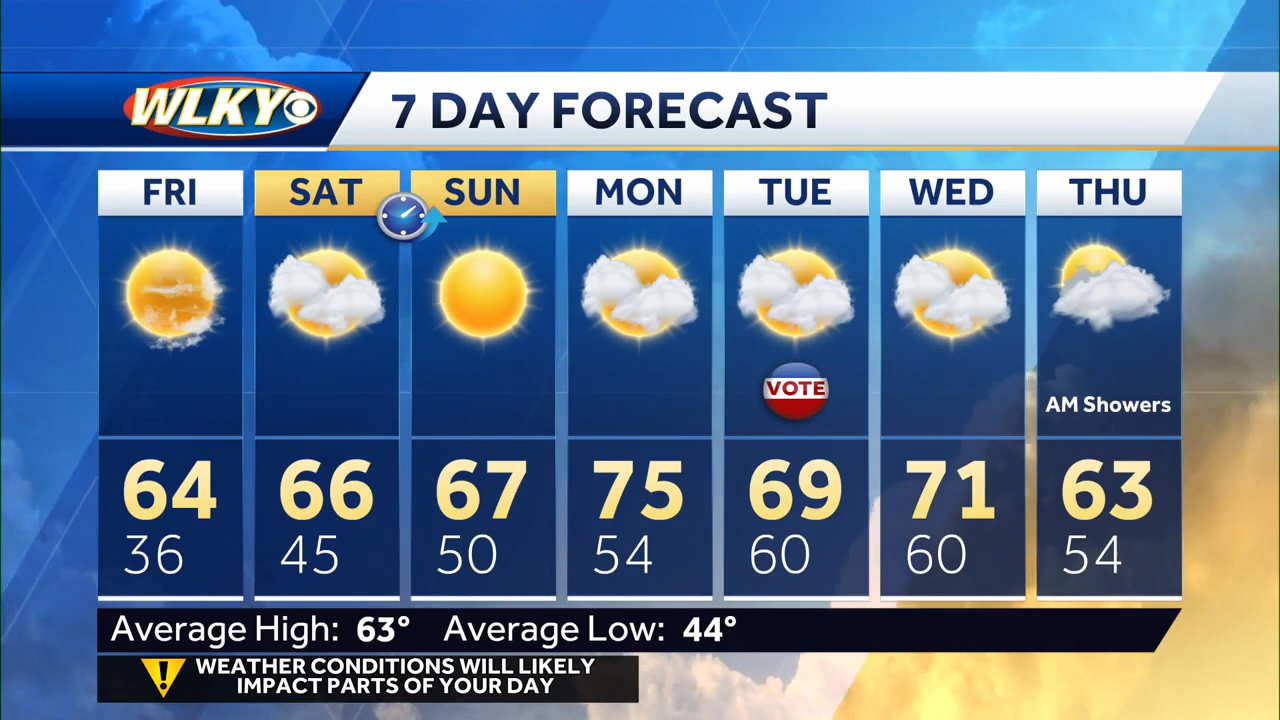 WLKY
7 DAY FORECAST
FRI SAT SUN MON TUE WED THU
VOTE
AM Showers
64 66 67 75 69 71 63
36 45 50 54 60 60 54
Average High: 63° Average Low: 44°
! WEATHER CONDITIONS WILL LIKELY
IMPACT PARTS OF YOUR DAY